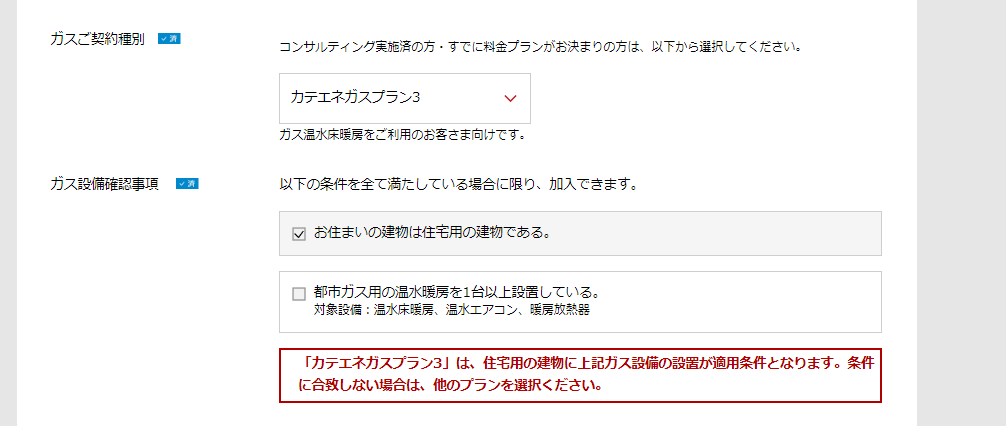 ガスご契約種別 ✓ 済
コンサルティング実施済の方・すでに料金プランがお決まりの方は、以下から選択してください。
カテエネガスプラン3
ガス温水床暖房をご利用のお客さま向けです。
ガス設備確認事項 ✓ 済
以下の条件を全て満たしている場合に限り、加入できます。
お住まいの建物は住宅用の建物である。
都市ガス用の温水暖房を1台以上設置している。
対象設備：温水床暖房、温水エアコン、暖房放熱器
「カテエネガスプラン3」は、住宅用の建物に上記ガス設備の設置が適用条件となります。条件
に合致しない場合は、他のプランを選択ください。